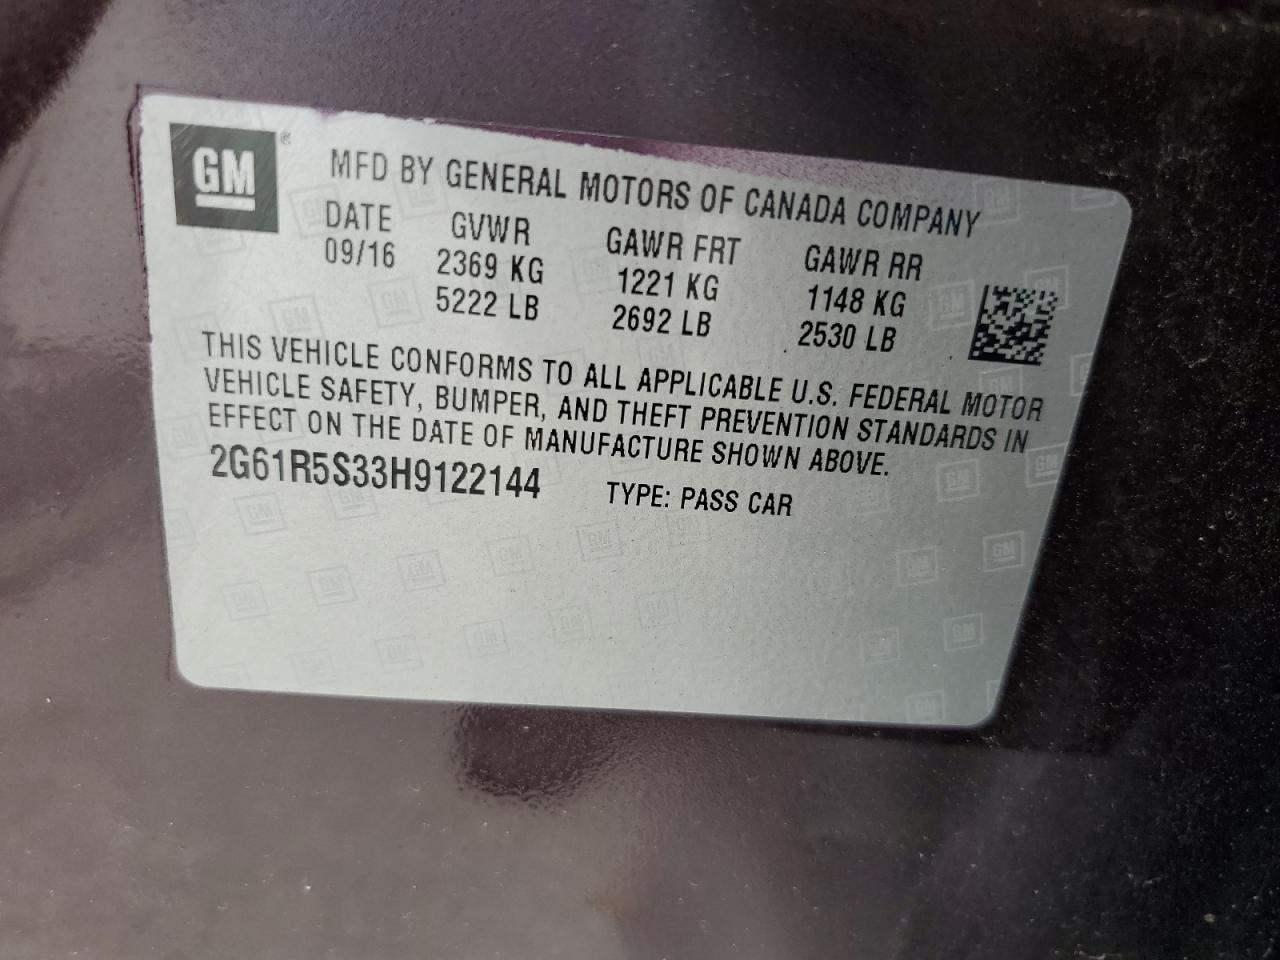 GM®
MFD BY GENERAL MOTORS OF CANADA COMPANY
DATE GVWR GAWR FRT GAWR RR
09/16 2369 KG 1221 KG 1148 KG
5222 LB 2692 LB 2530 LB
THIS VEHICLE CONFORMS TO ALL APPLICABLE U.S. FEDERAL MOTOR
VEHICLE SAFETY, BUMPER, AND THEFT PREVENTION STANDARDS IN
EFFECT ON THE DATE OF MANUFACTURE SHOWN ABOVE.
2G61R5S33H9122144 TYPE: PASS CAR